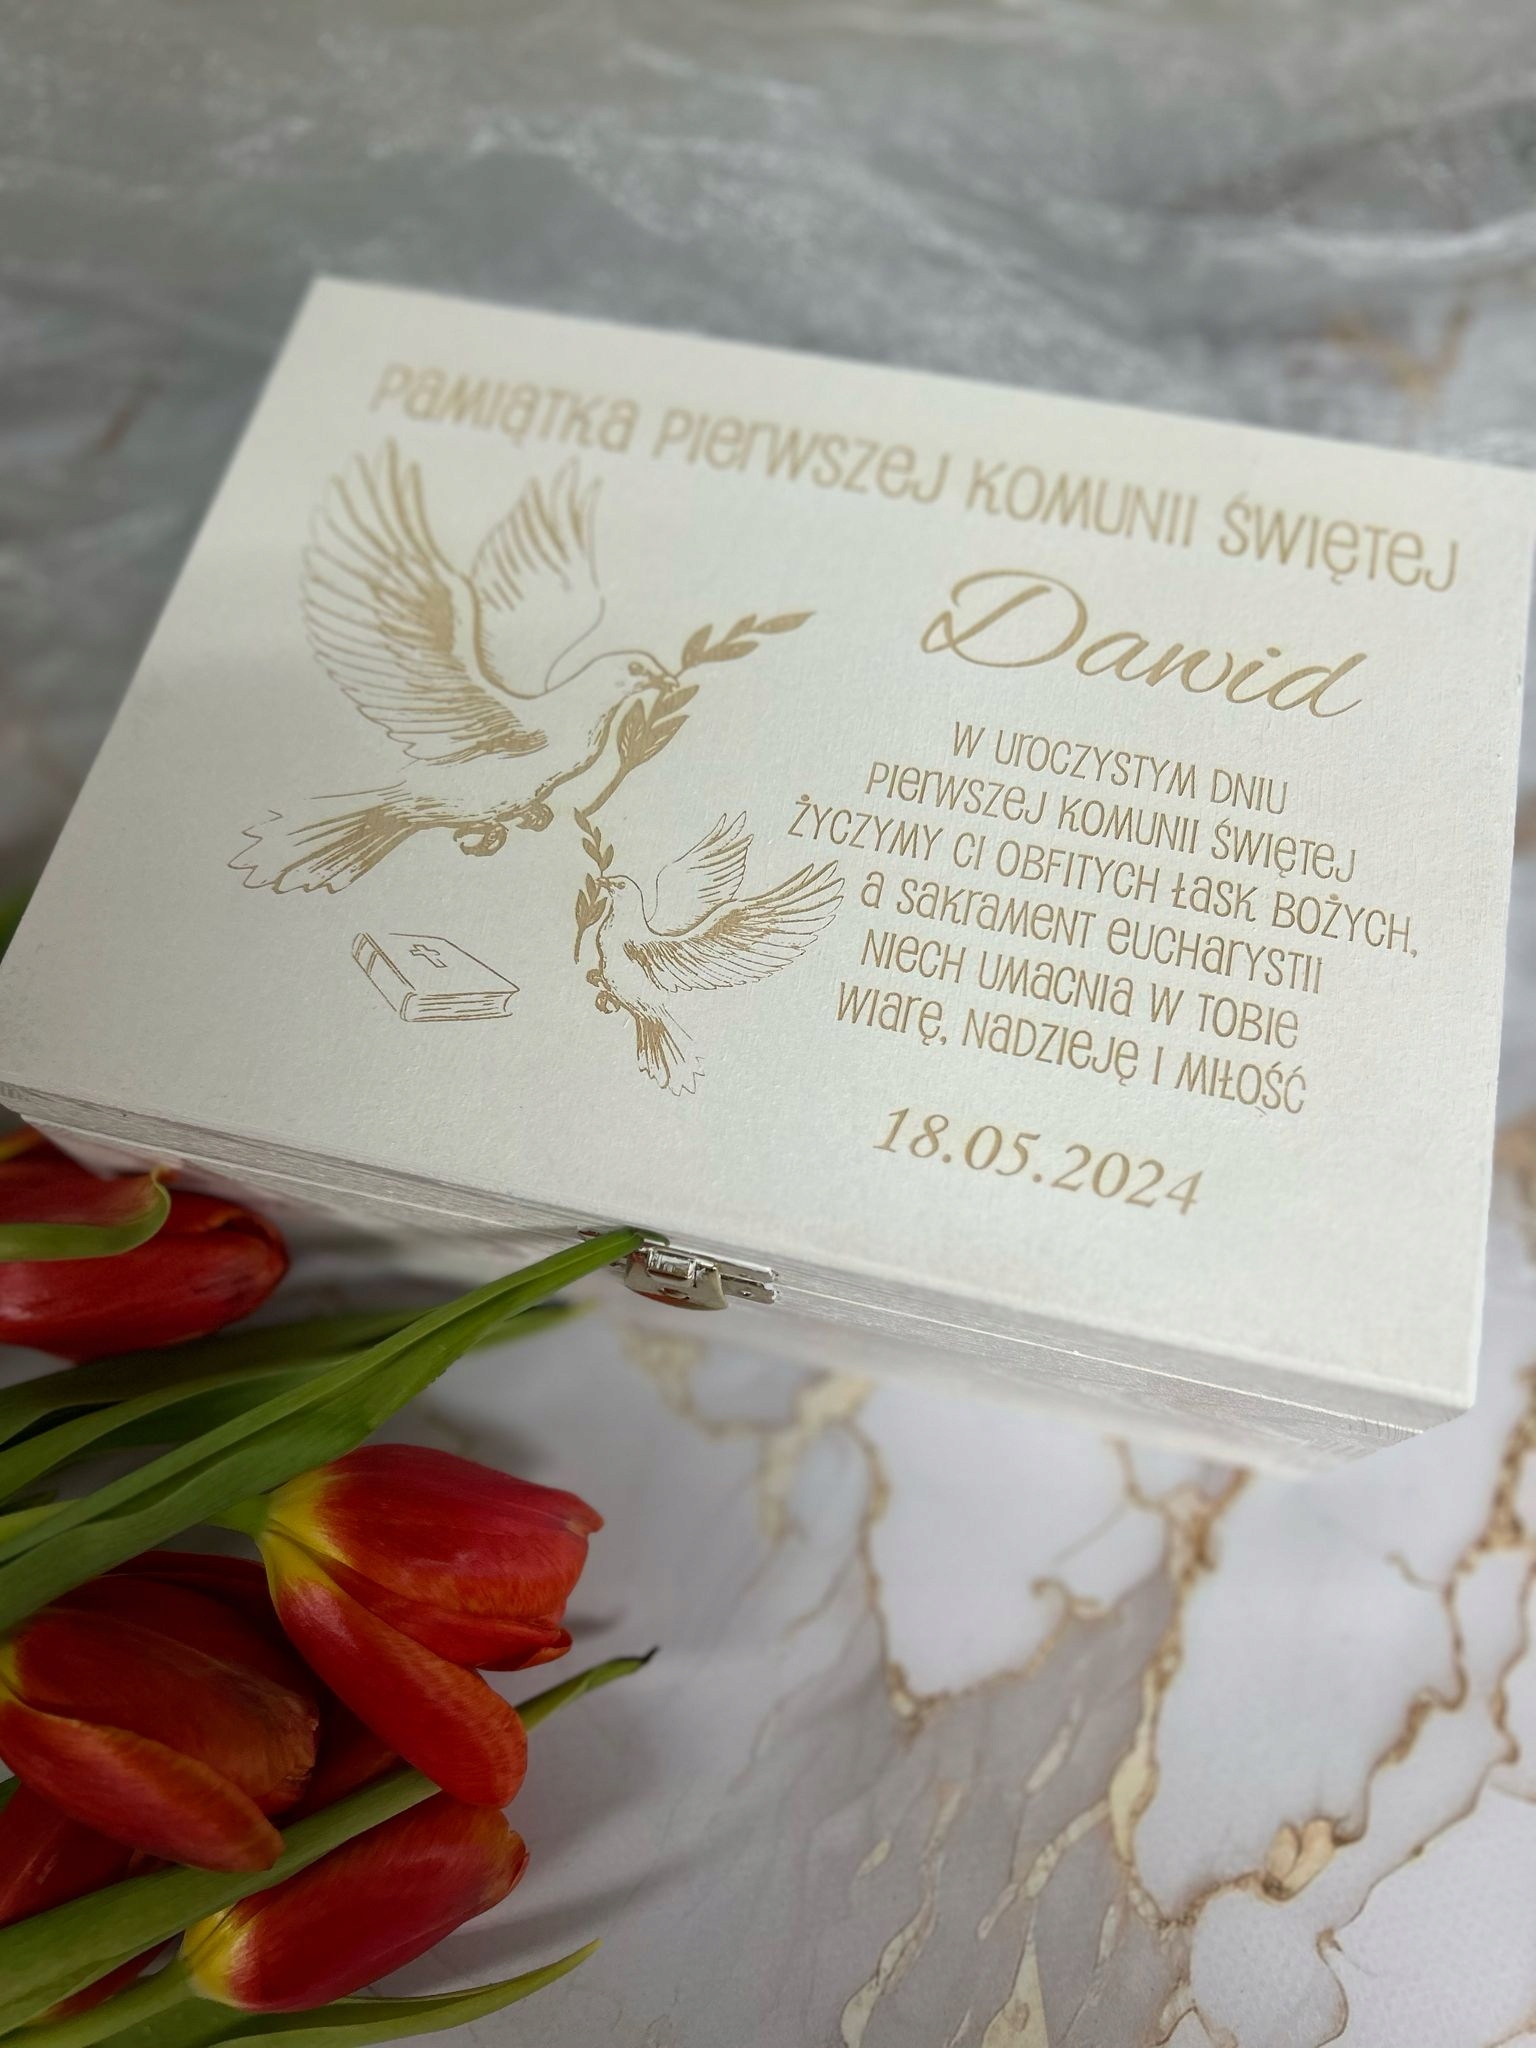 PAMIĄTKA PIERWSZEJ KOMUNII ŚWIĘTEJ
Dawid
W UROCZYSTYM DNIU
PIERWSZEJ KOMUNII ŚWIĘTEJ
ŻYCZYMY CI OBFITYCH ŁASK BOŻYCH,
A SAKRAMENT EUCHARYSTII
NIECH UMACNIA W TOBIE
WIARĘ, NADZIEJĘ I MIŁOŚĆ
18.05.2024